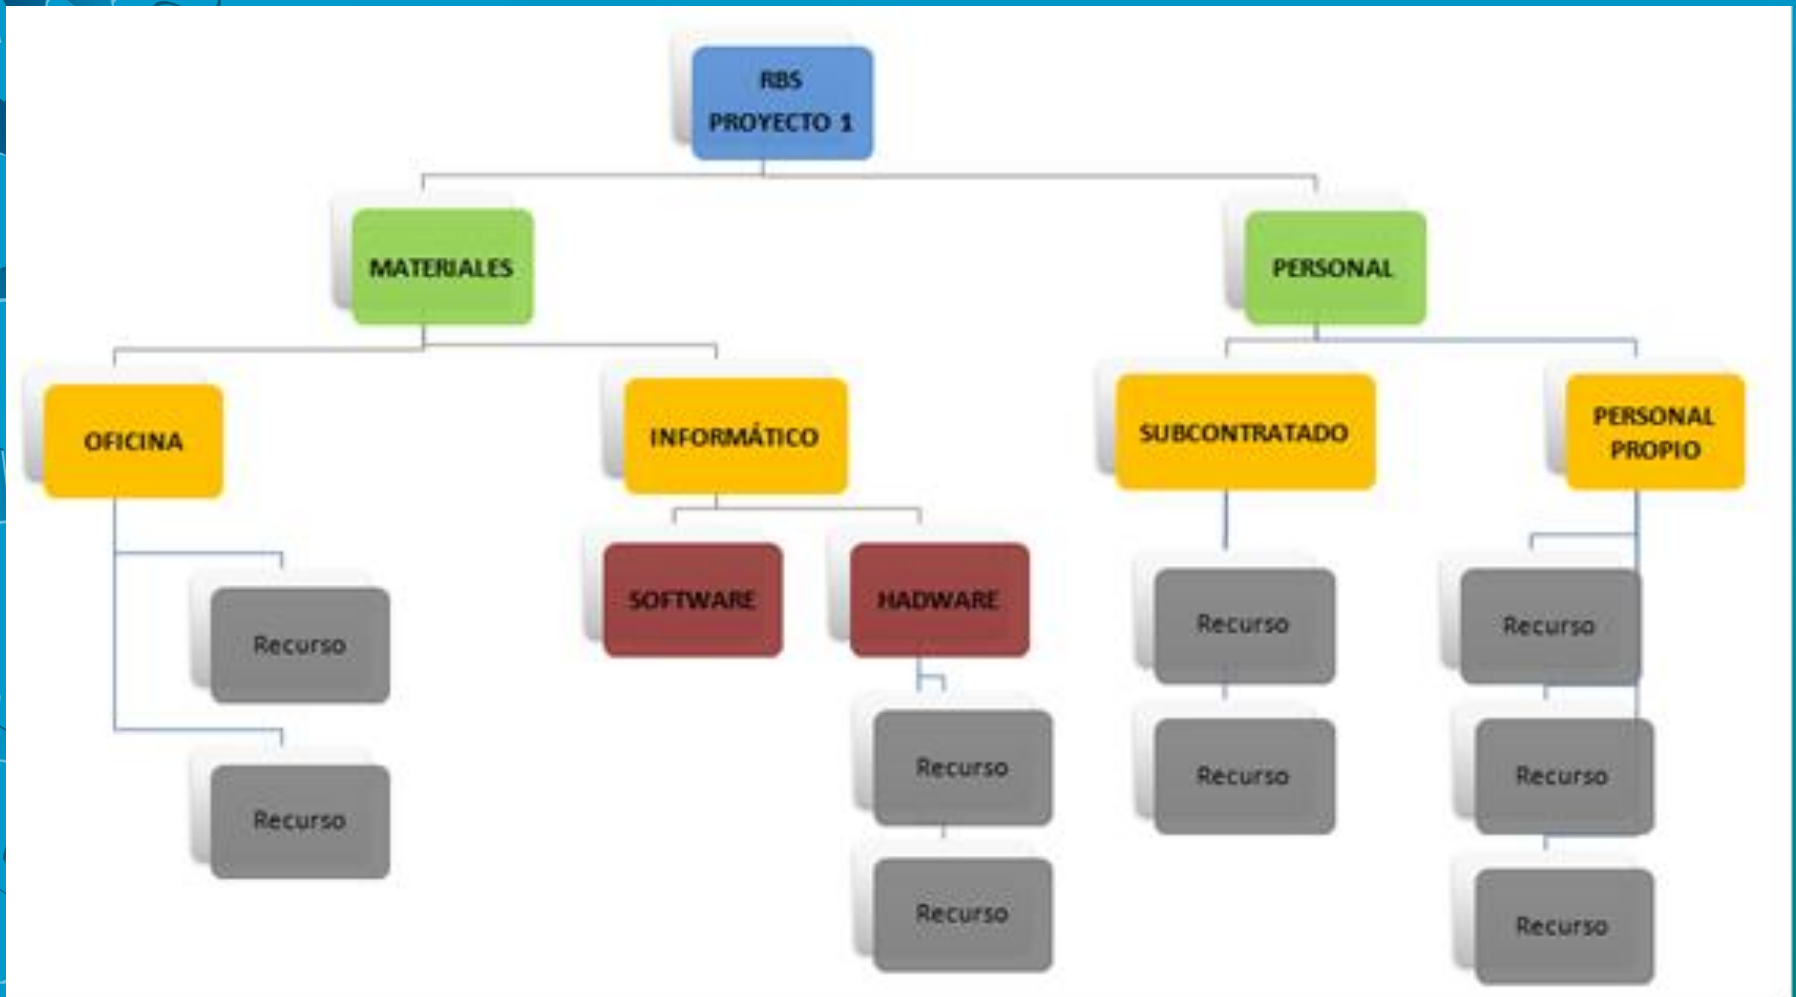 RBS
PROYECTO 1
MATERIALES
PERSONAL
OFICINA
INFORMÁTICO
SUBCONTRATADO
PERSONAL
PROPIO
SOFTWARE
HADWARE
Recurso
Recurso
Recurso
Recurso
Recurso
Recurso
Recurso
Recurso
Recurso